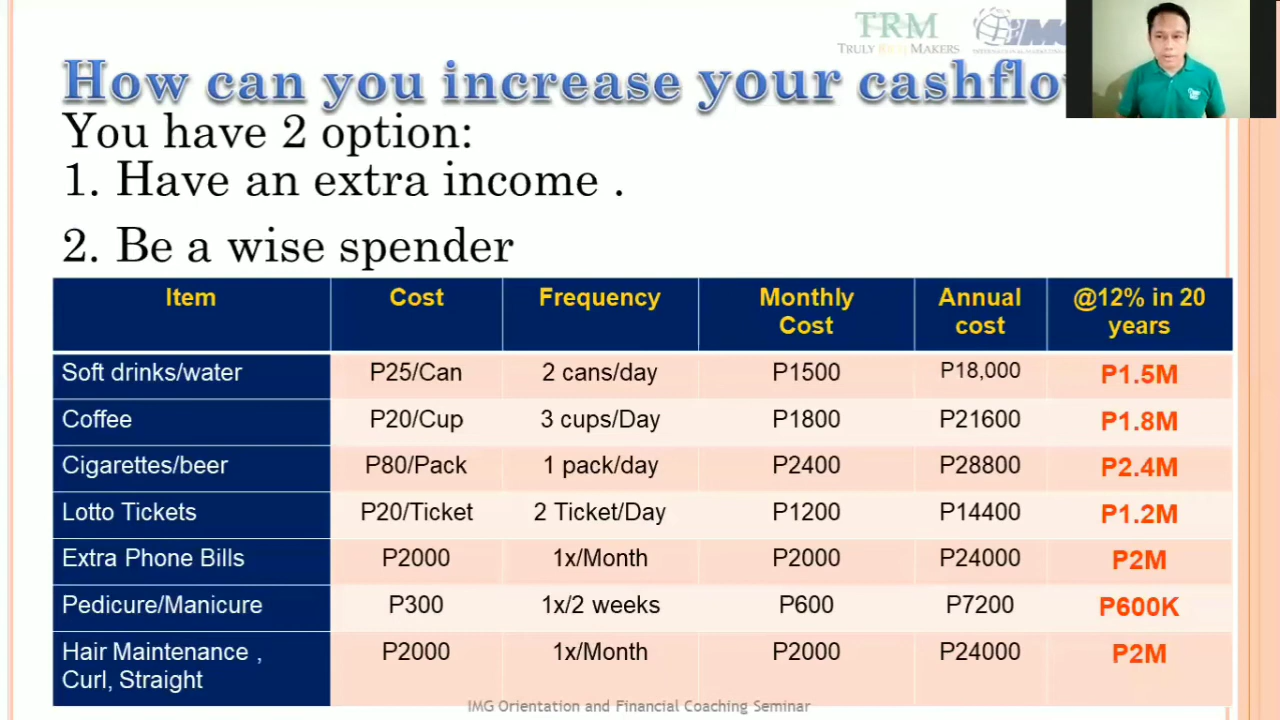 TRM
TRULY RICH MAKERS
How can you increase your cashflo
You have 2 option:
1. Have an extra income .
2. Be a wise spender
Item Cost Frequency Monthly Cost Annual cost @12% in 20 years
Soft drinks/water P25/Can 2 cans/day P1500 P18,000 P1.5M
Coffee P20/Cup 3 cups/Day P1800 P21600 P1.8M
Cigarettes/beer P80/Pack 1 pack/day P2400 P28800 P2.4M
Lotto Tickets P20/Ticket 2 Ticket/Day P1200 P14400 P1.2M
Extra Phone Bills P2000 1x/Month P2000 P24000 P2M
Pedicure/Manicure P300 1x/2 weeks P600 P7200 P600K
Hair Maintenance , Curl, Straight P2000 1x/Month P2000 P24000 P2M
IMG Orientation and Financial Coaching Seminar